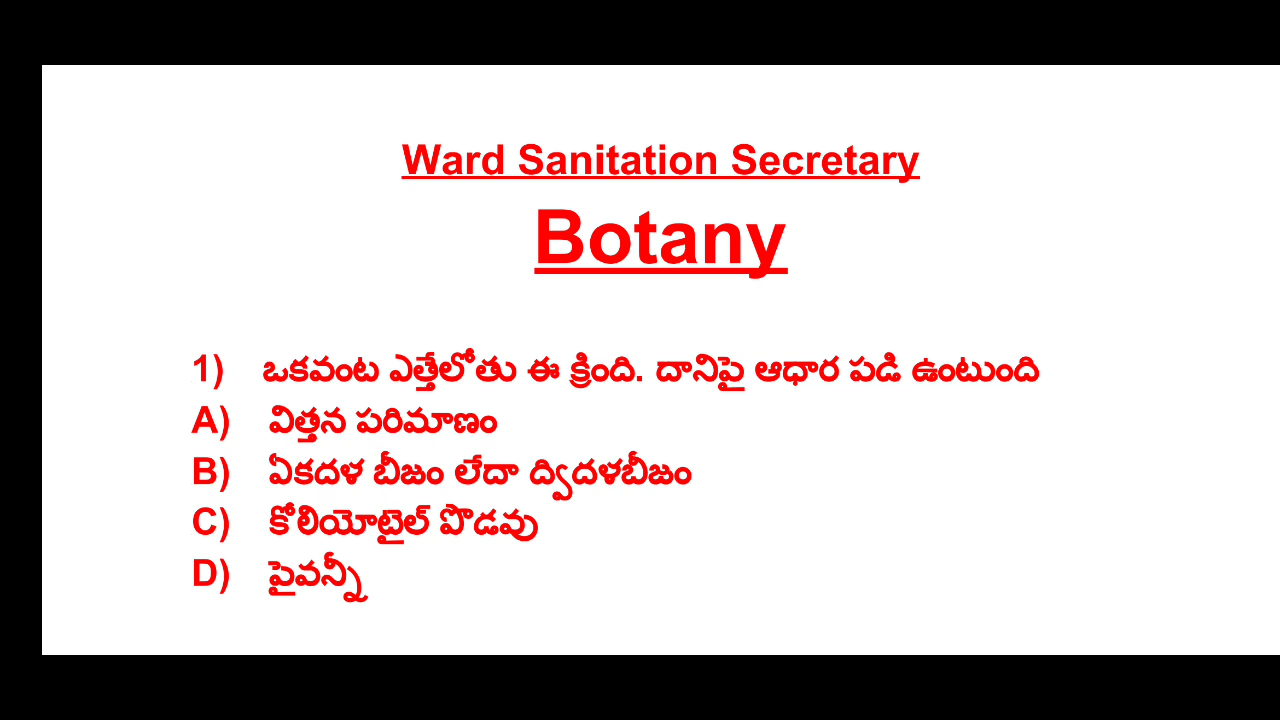 Ward Sanitation Secretary
Botany
1) ఒకవంట ఎత్తేలోతు ఈ క్రింది. దానిపై ఆధార పడి ఉంటుంది
A) విత్తన పరిమాణం
B) ఏకదళ బీజం లేదా ద్విదళబీజం
C) కోలియోటైల్ పొడవు
D) పైవన్నీ